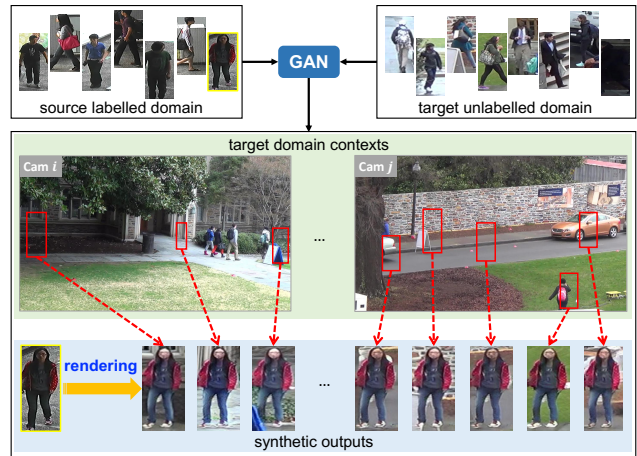 GAN
source labelled domain
target unlabelled domain
target domain contexts
Cam i
Cam j
...
rendering
...
synthetic outputs